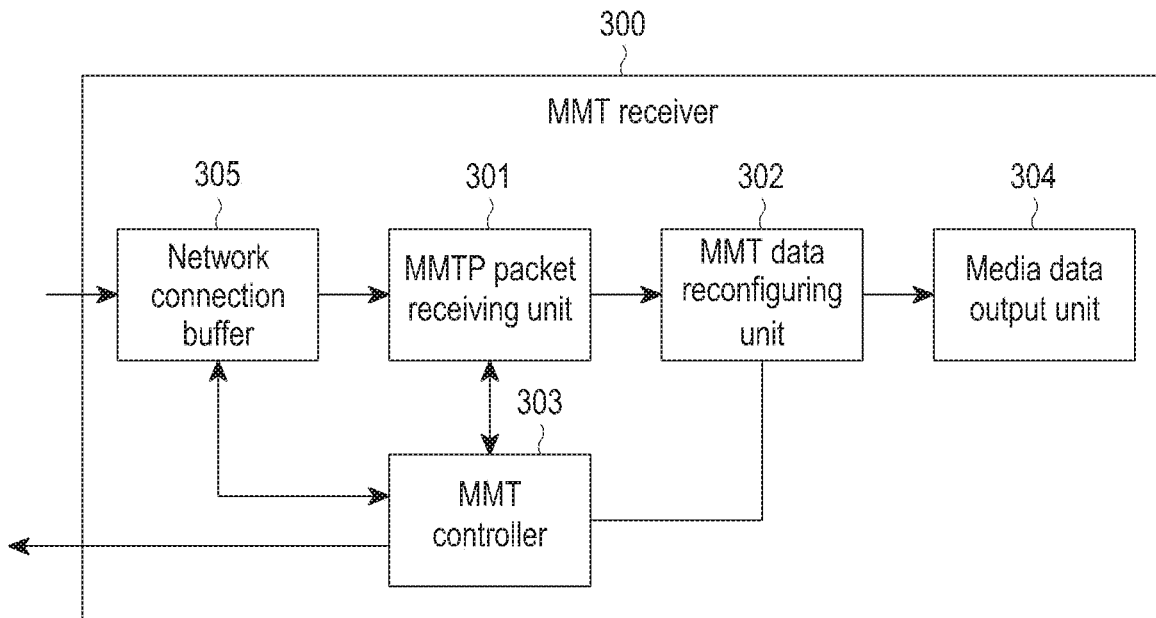 300
MMT receiver
305
Network
connection
buffer
301
MMTP packet
receiving unit
302
MMT data
reconfiguring
unit
304
Media data
output unit
303
MMT
controller